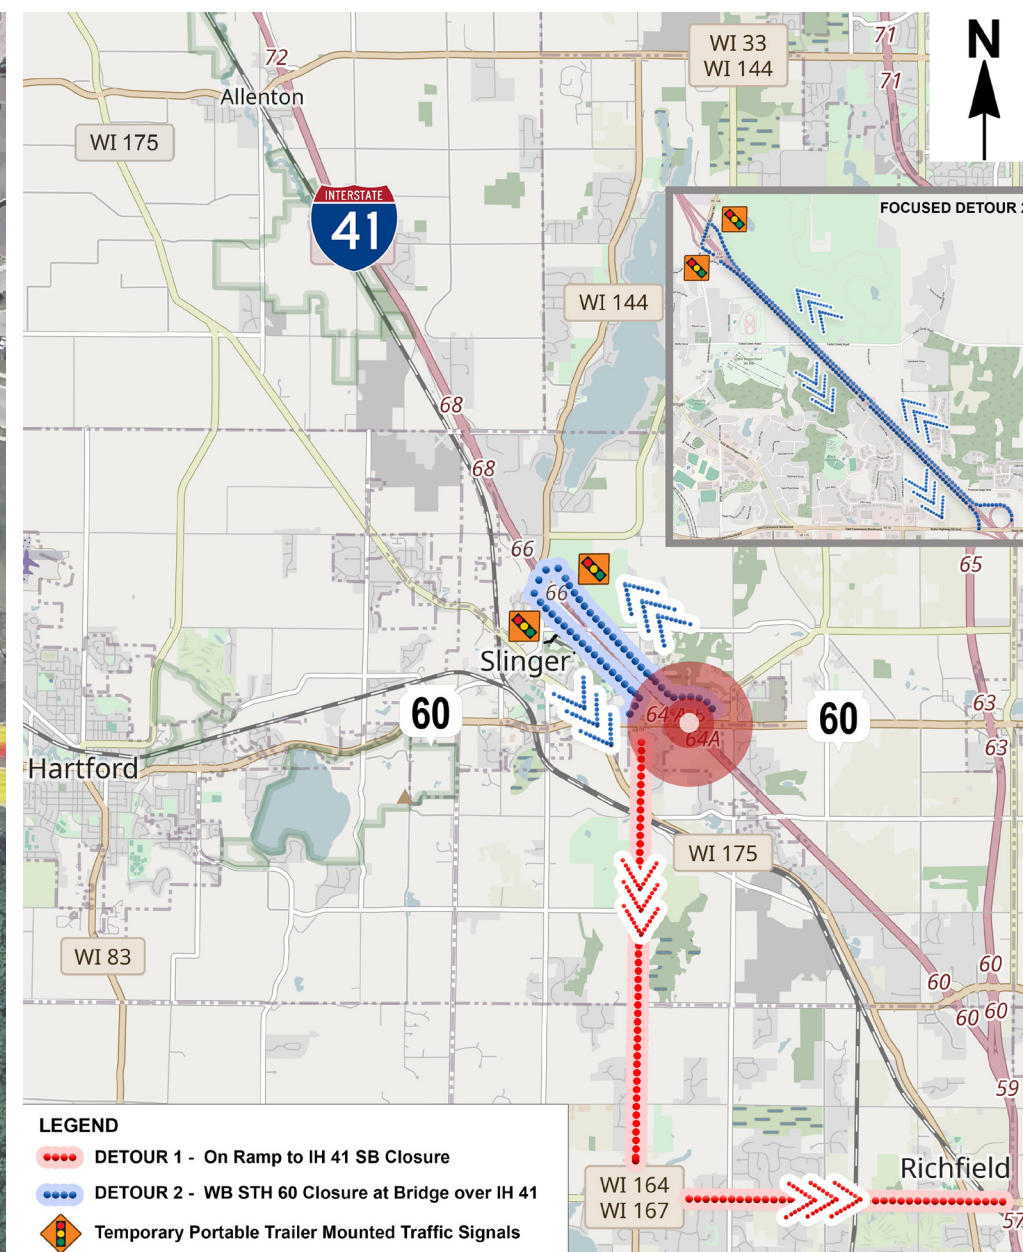 N
72
WI 33
WI 144
71
71
Allenton
WI 175
INTERSTATE
41
FOCUSED DETOUR
WI 144
68
68
66
66
65
Slinger
60
64A-B
64A
60
63
63
Hartford
WI 175
WI 83
60
60
60
60
59
Richfield
WI 164
WI 167
57
LEGEND
DETOUR 1 - On Ramp to IH 41 SB Closure
DETOUR 2 - WB STH 60 Closure at Bridge over IH 41
Temporary Portable Trailer Mounted Traffic Signals